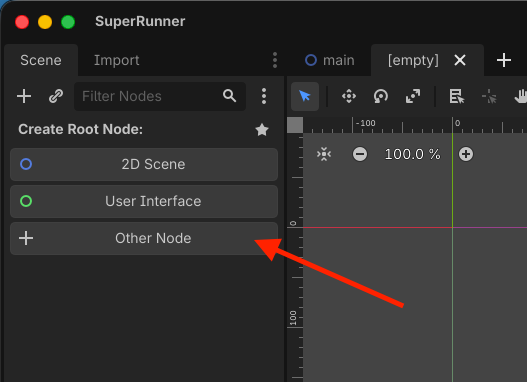 SuperRunner
Scene Import main [empty]
Filter Nodes
Create Root Node:
2D Scene
User Interface
Other Node
-100 0
100.0 %
0
100